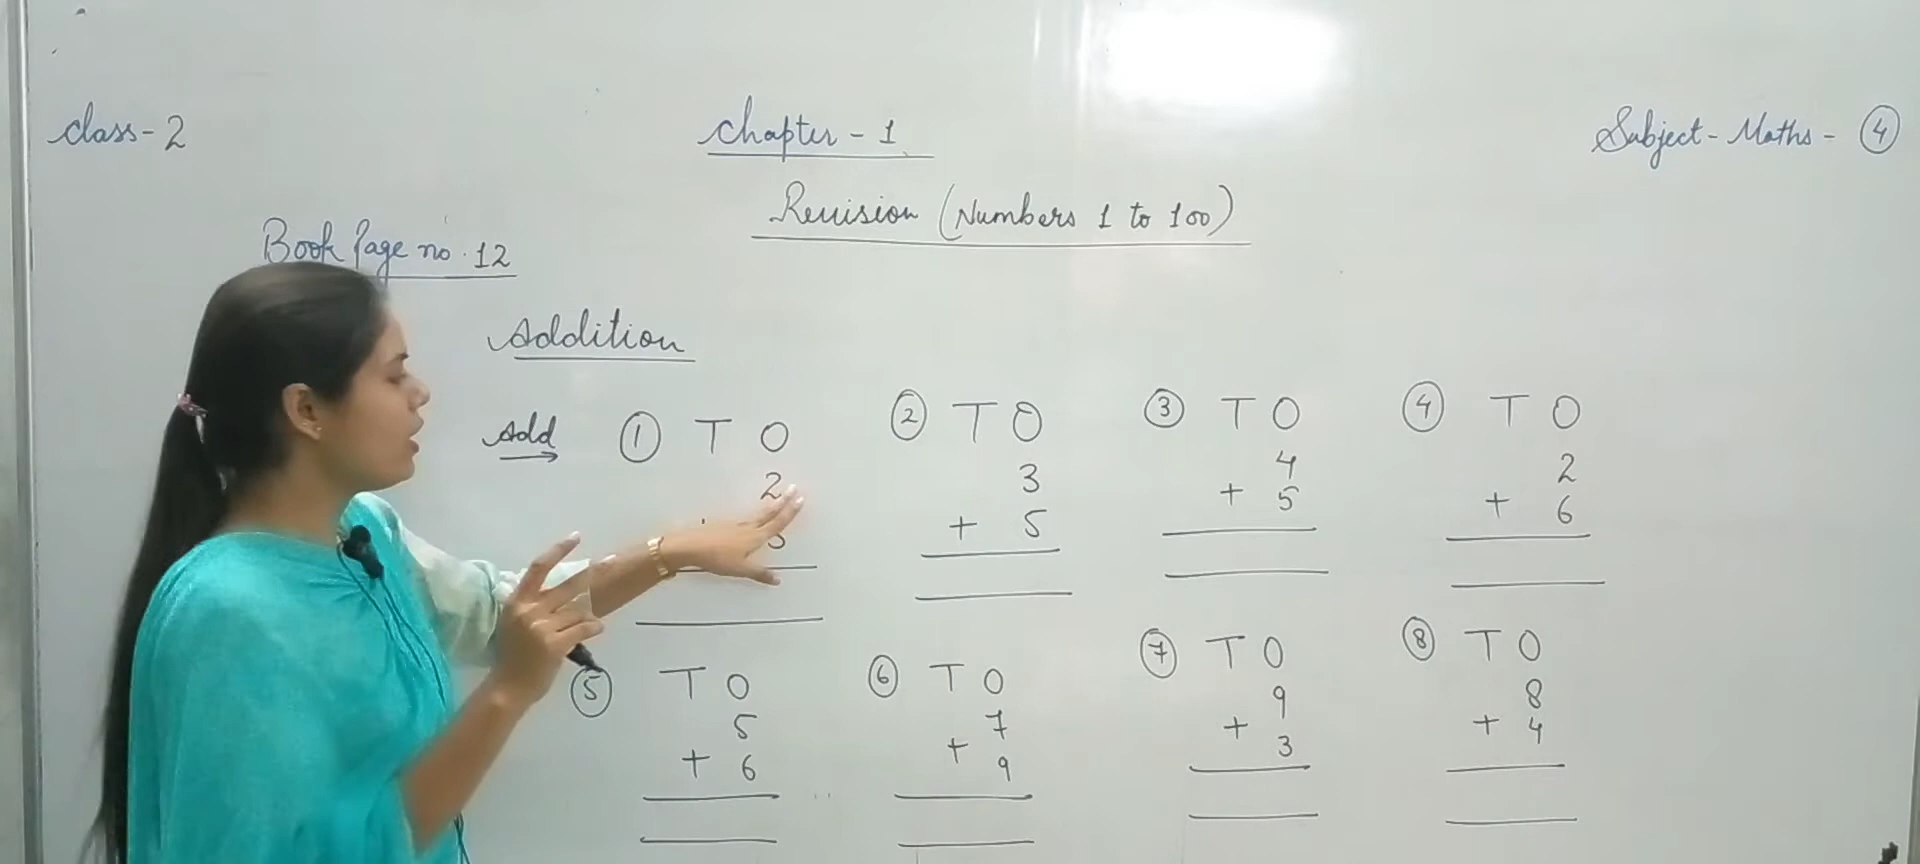 Class-2
Chapter-1
Subject-Maths-④
Revision (Numbers 1 to 100)
Book Page no.12
Addition
Add ① T O ② T O ③ T O ④ T O
2 3 4 2
+ 5 + 5 + 6
⑤ T O ⑥ T O ⑦ T O ⑧ T O
5 7 9 8
+ 6 + 9 + 3 + 4